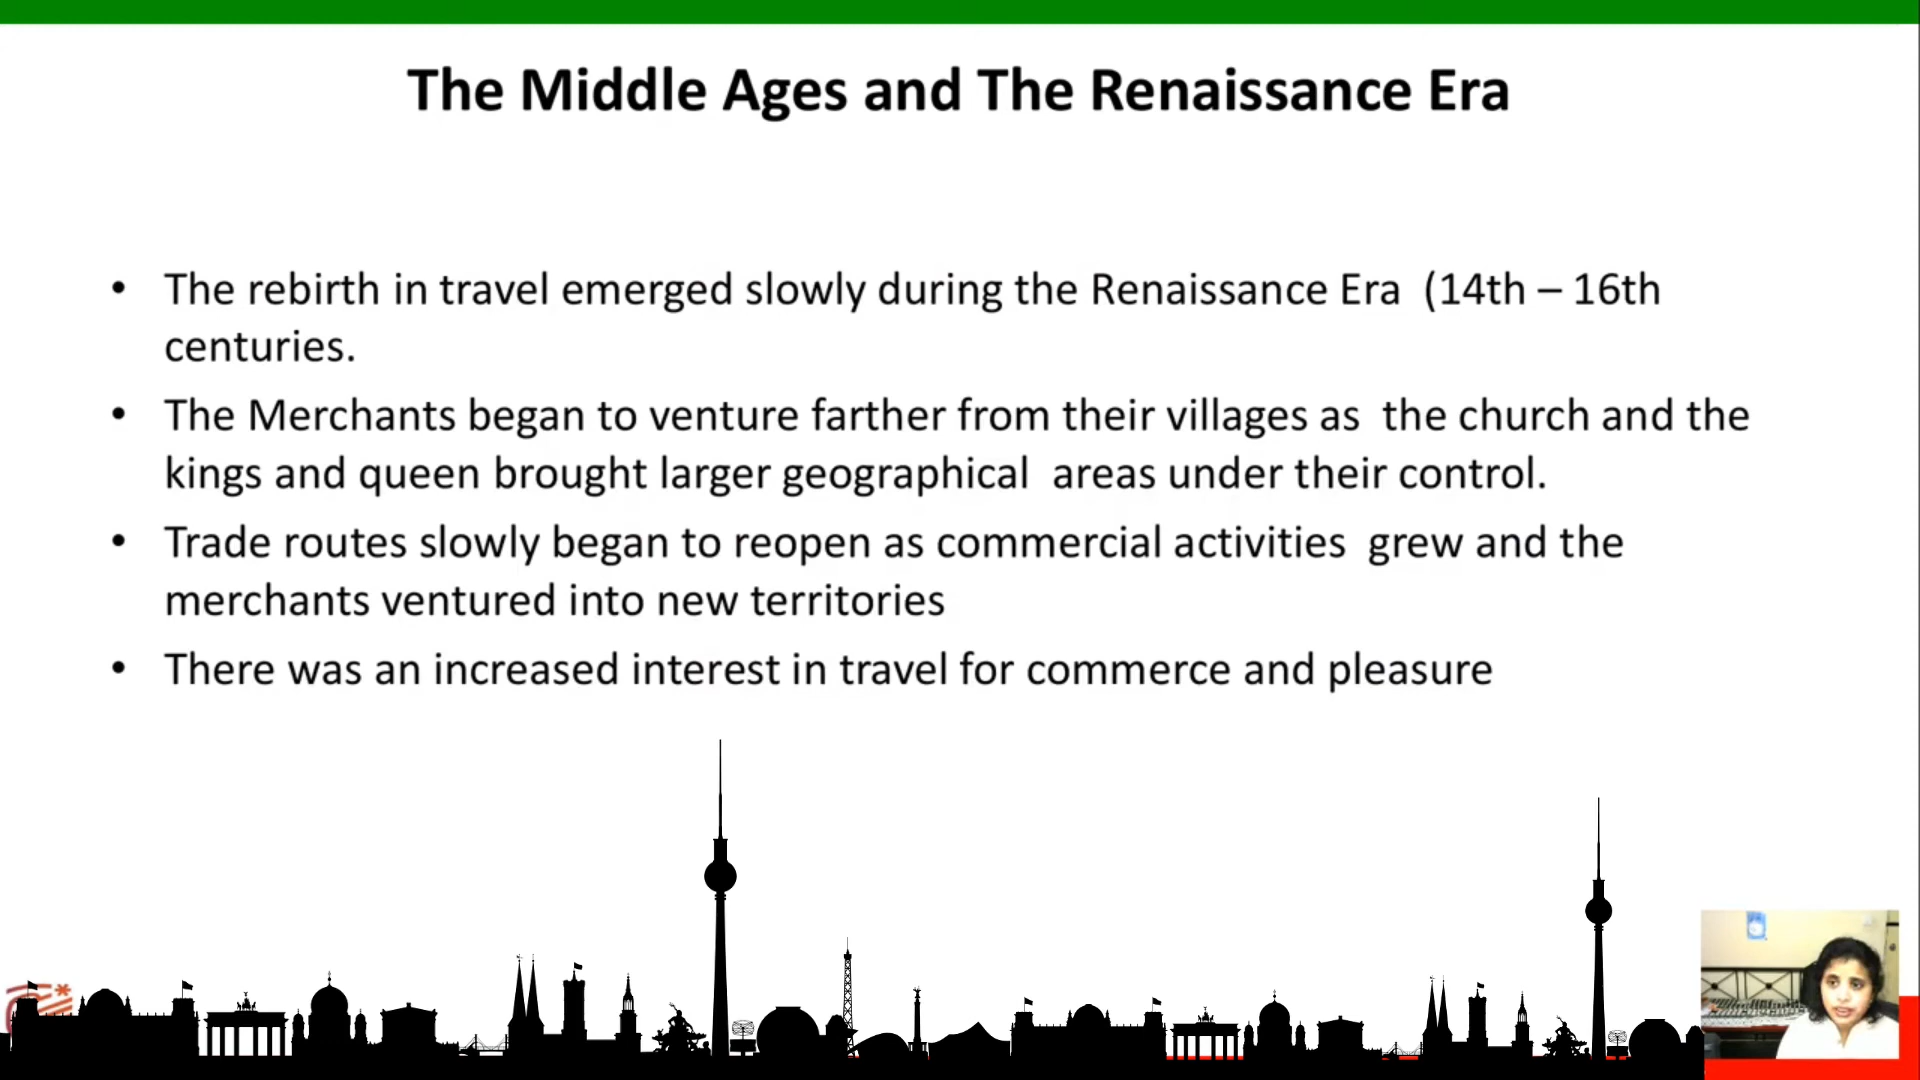 The Middle Ages and The Renaissance Era
• The rebirth in travel emerged slowly during the Renaissance Era  (14th – 16th
centuries.
• The Merchants began to venture farther from their villages as  the church and the
kings and queen brought larger geographical  areas under their control.
• Trade routes slowly began to reopen as commercial activities  grew and the
merchants ventured into new territories
• There was an increased interest in travel for commerce and pleasure